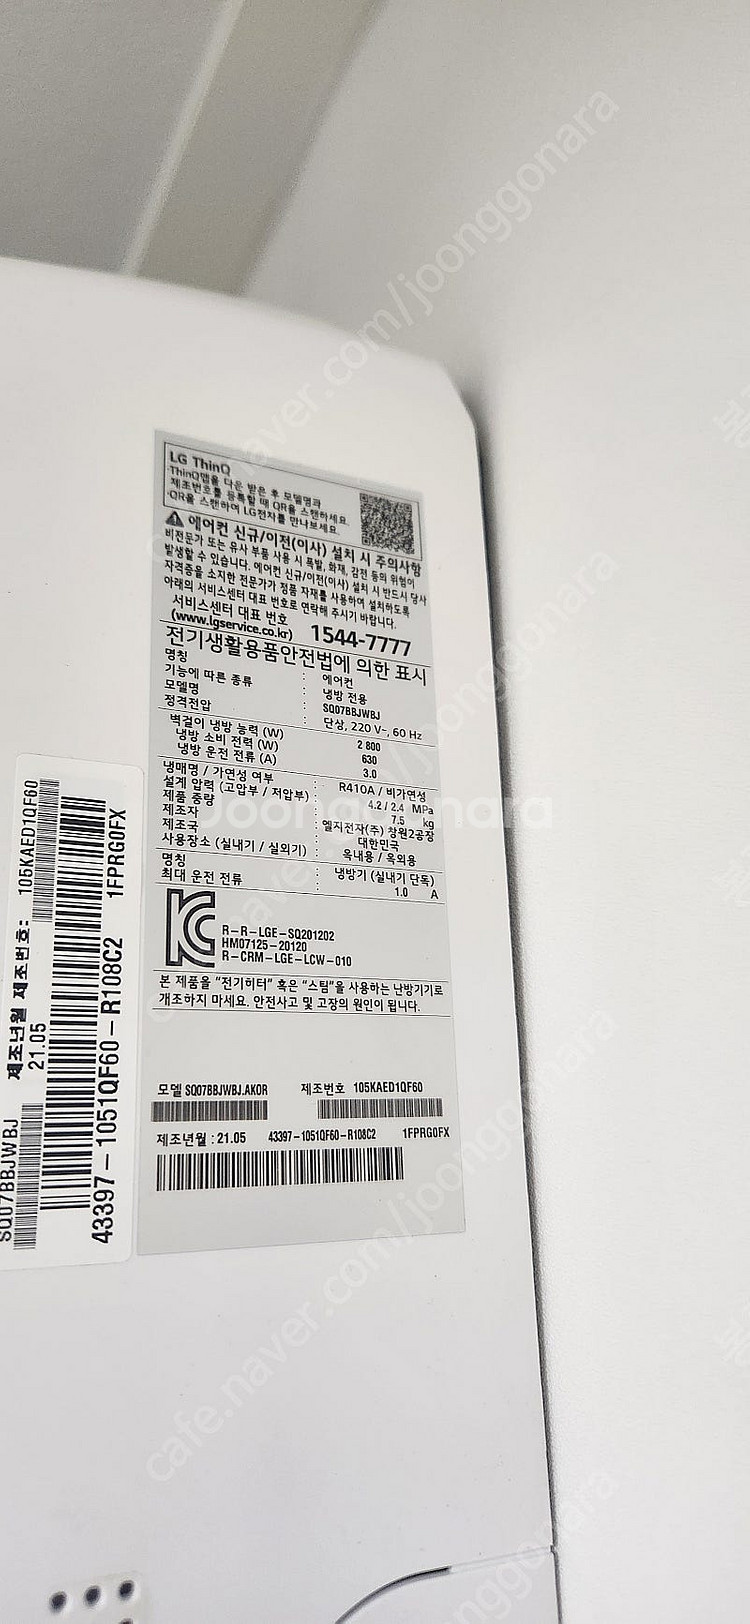 LG ThinQ
ThinQ앱을 다운 받은 후 모델명과
제조번호를 등록할 때 QR을 스캔하세요.
QR을 스캔하여 LG전자를 만나보세요.
에어컨 신규/이전(이사) 설치 시 주의사항
비전문가 또는 유사 부품 사용 시 폭발, 화재, 감전 등의 위험이
발생할 수 있습니다. 에어컨 신규/이전(이사) 설치 시 반드시 당사
자격증을 소지한 전문가가 정품 자재를 사용하여 설치하도록
아래의 서비스센터 대표 번호로 연락해 주시기 바랍니다.
서비스센터 대표 번호
(www.lgservice.co.kr) 1544-7777
전기생활용품안전법에 의한 표시
명칭 : 에어컨
기능에 따른 종류 : 냉방 전용
모델명 : SQ07BBJWBJ
정격전압 : 단상, 220 V~, 60 Hz
벽걸이 냉방 능력 (W) 2 800
냉방 소비 전력 (W) 630
냉방 운전 전류 (A) 3.0
냉매명 / 가연성 여부 : R410A / 비가연성
설계 압력 (고압부 / 저압부) : 4.2 / 2.4 MPa
제품 중량 : 7.5 kg
제조자 : 엘지전자(주) 창원2공장
제조국 : 대한민국
사용장소 (실내기 / 실외기) : 옥내용 / 옥외용
명칭 : 냉방기 (실내기 단독)
최대 운전 전류 : 1.0 A
R-R-LGE-SQ201202
HM07125-20120
R-CRM-LGE-LCW-010
본 제품을 "전기히터" 혹은 "스팀"을 사용하는 난방기기로
개조하지 마세요. 안전사고 및 고장의 원인이 됩니다.
모델 SQ07BBJWBJ.AKOR 제조번호 105KAED1QF60
제조년월 : 21.05 43397-1051QF60-R108C2 1FPRG0FX
SQ07BBJWBJ
제조년월 제조번호: 105KAED1QF60
21.05
43397-1051QF60-R108C2 1FPRG0FX
cafe.naver.com/joonggonara
Joonggonara